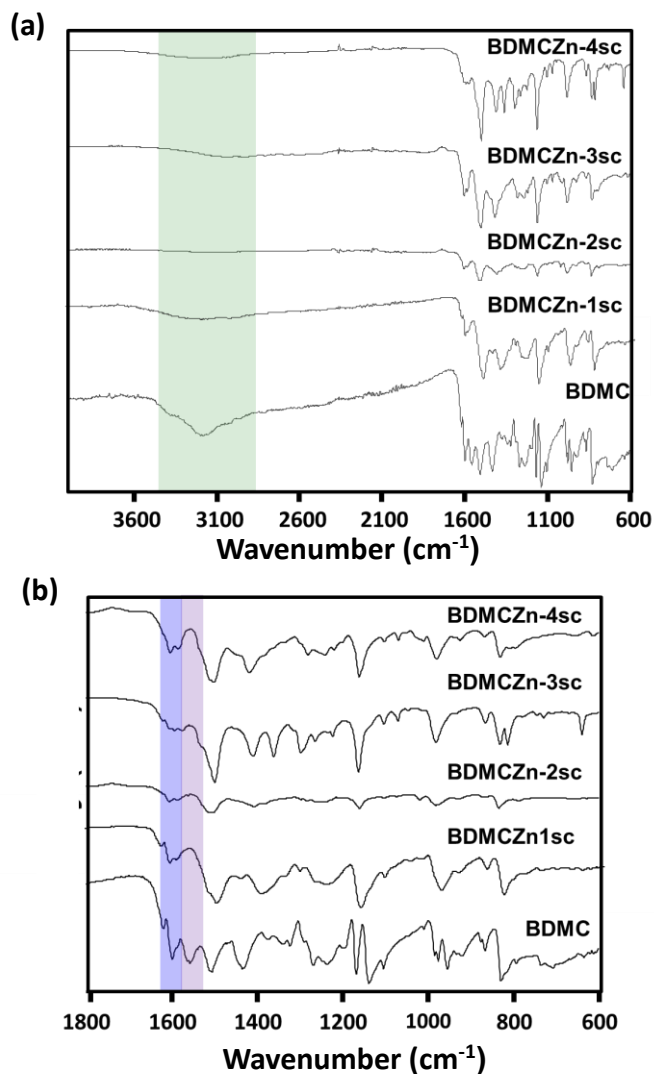 (a)
BDMCZn-4sc
BDMCZn-3sc
BDMCZn-2sc
BDMCZn-1sc
BDMC
3600 3100 2600 2100 1600 1100 600
Wavenumber (cm⁻¹)
(b)
BDMCZn-4sc
BDMCZn-3sc
BDMCZn-2sc
BDMCZn1sc
BDMC
1800 1600 1400 1200 1000 800 600
Wavenumber (cm⁻¹)